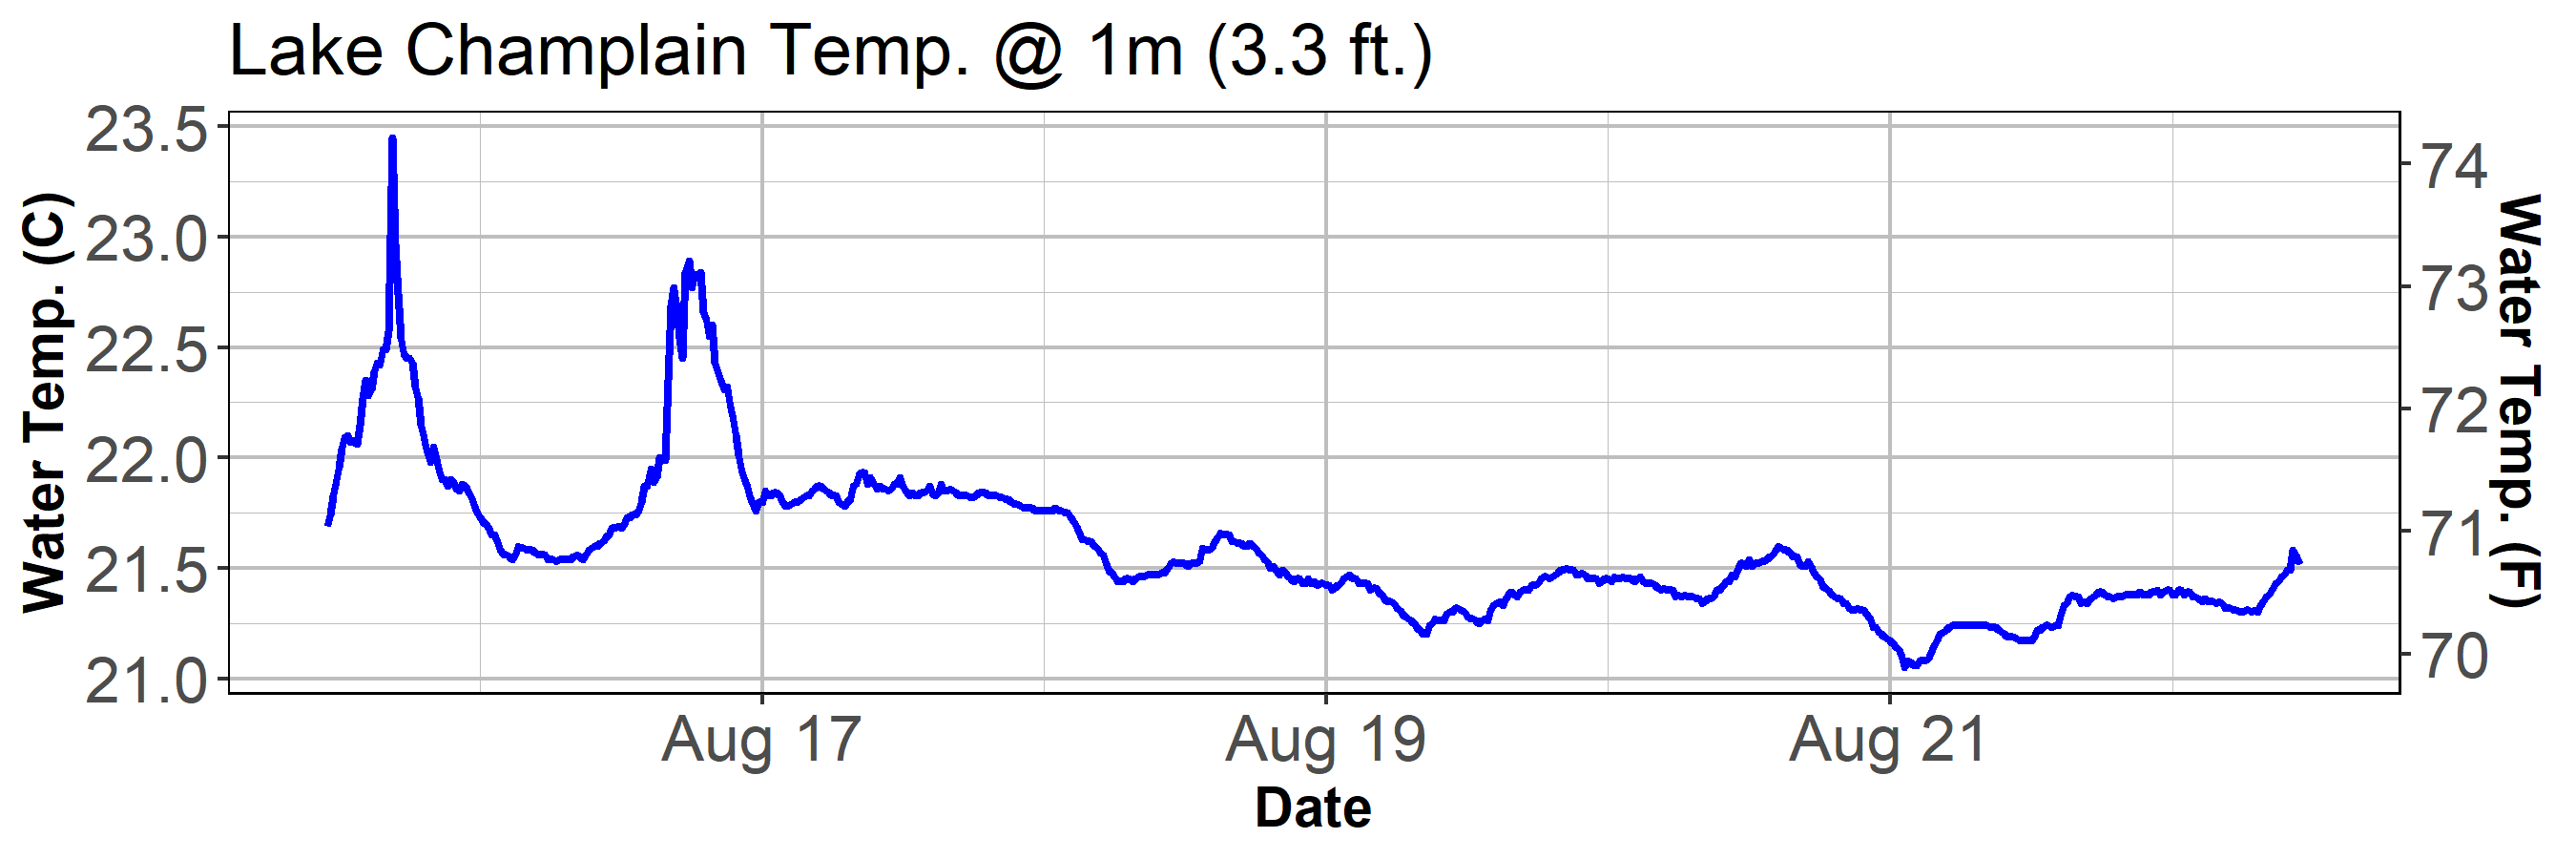 Lake Champlain Temp. @ 1m (3.3 ft.)
Water Temp. (C)
23.5
23.0
22.5
22.0
21.5
21.0
74
73
72
71
70
Water Temp. (F)
Aug 17 Aug 19 Aug 21
Date